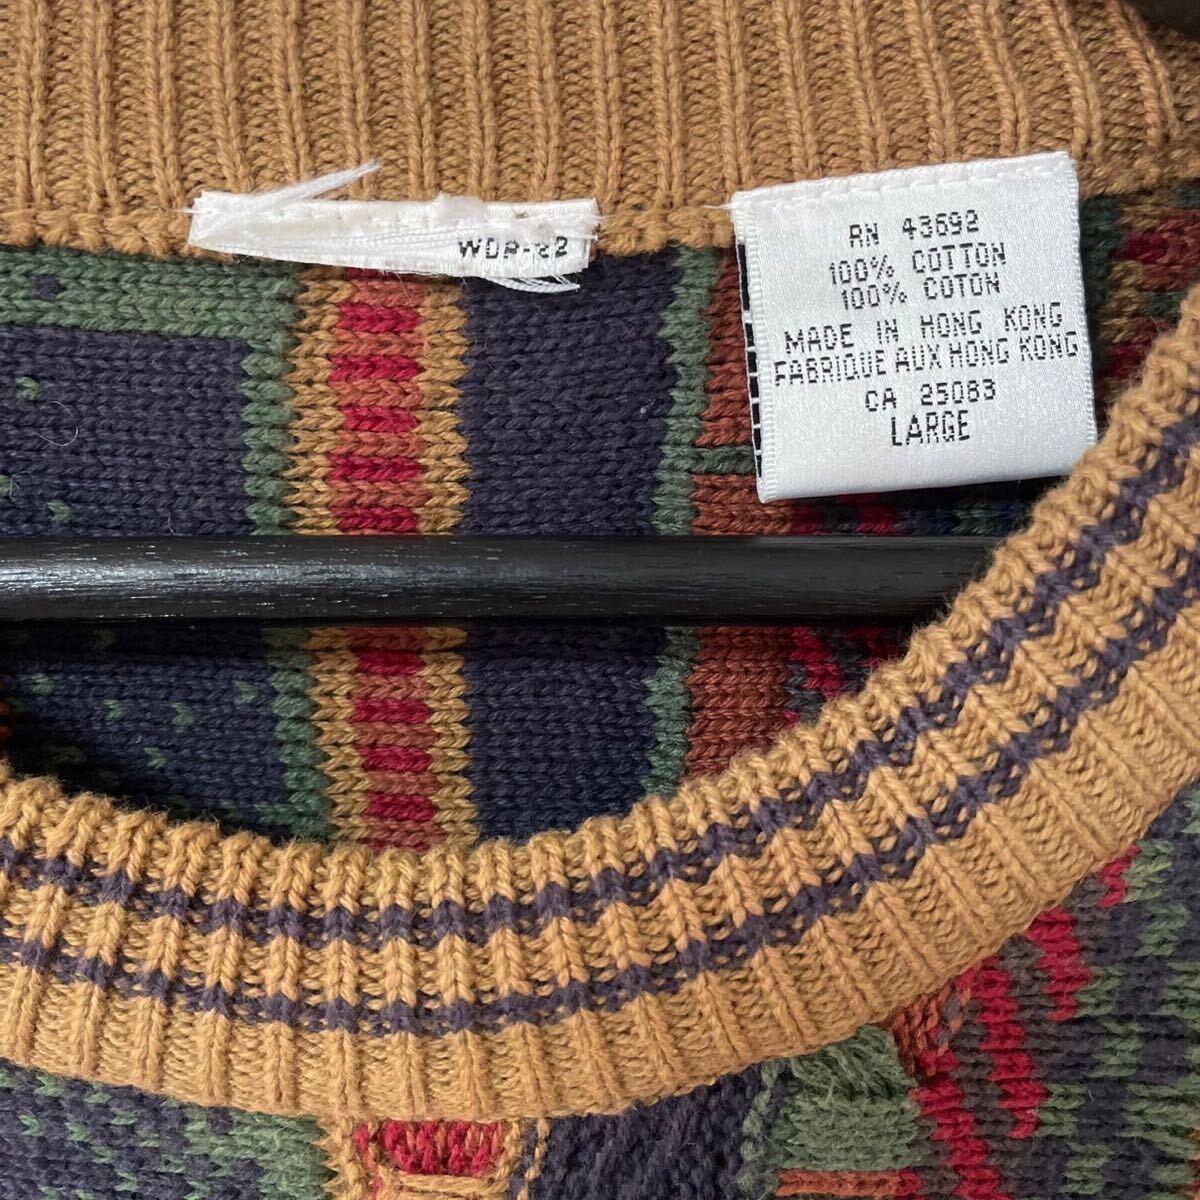 WDP-22
RN 43692
100% COTTON
100% COTON
MADE IN HONG KONG
FABRIQUE AUX HONG KONG
CA 25083
LARGE